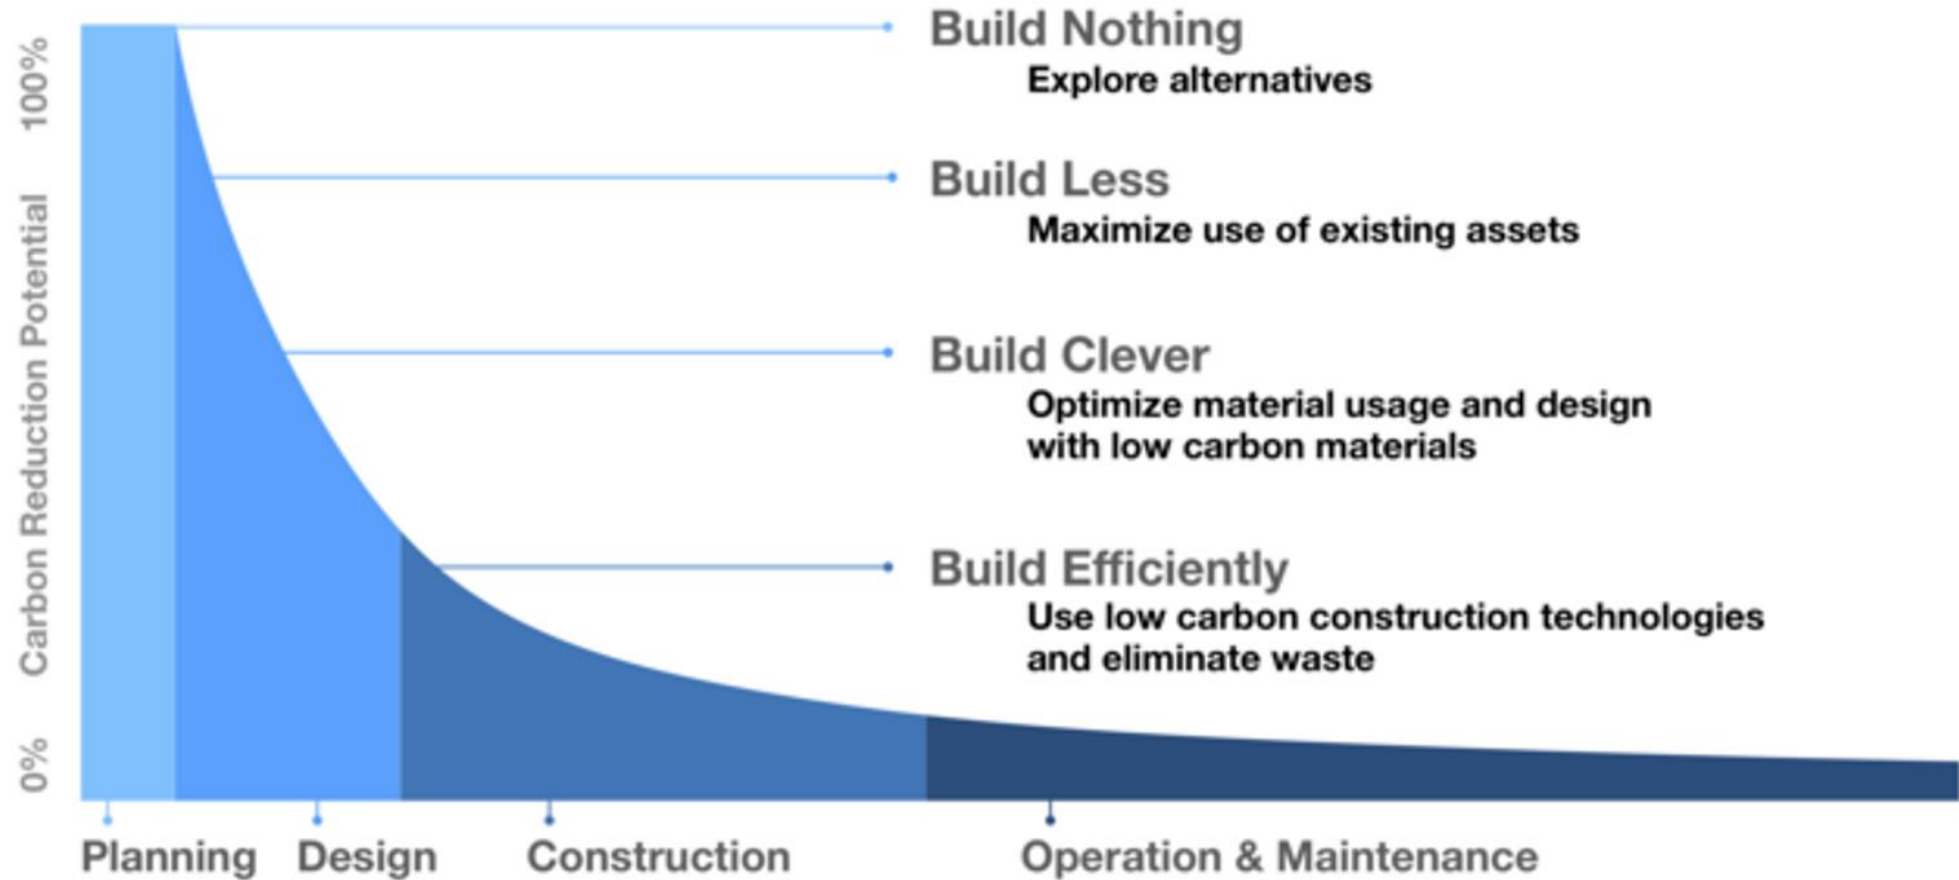 100%
Carbon Reduction Potential
0%
Build Nothing
Explore alternatives
Build Less
Maximize use of existing assets
Build Clever
Optimize material usage and design
with low carbon materials
Build Efficiently
Use low carbon construction technologies
and eliminate waste
Planning
Design
Construction
Operation & Maintenance